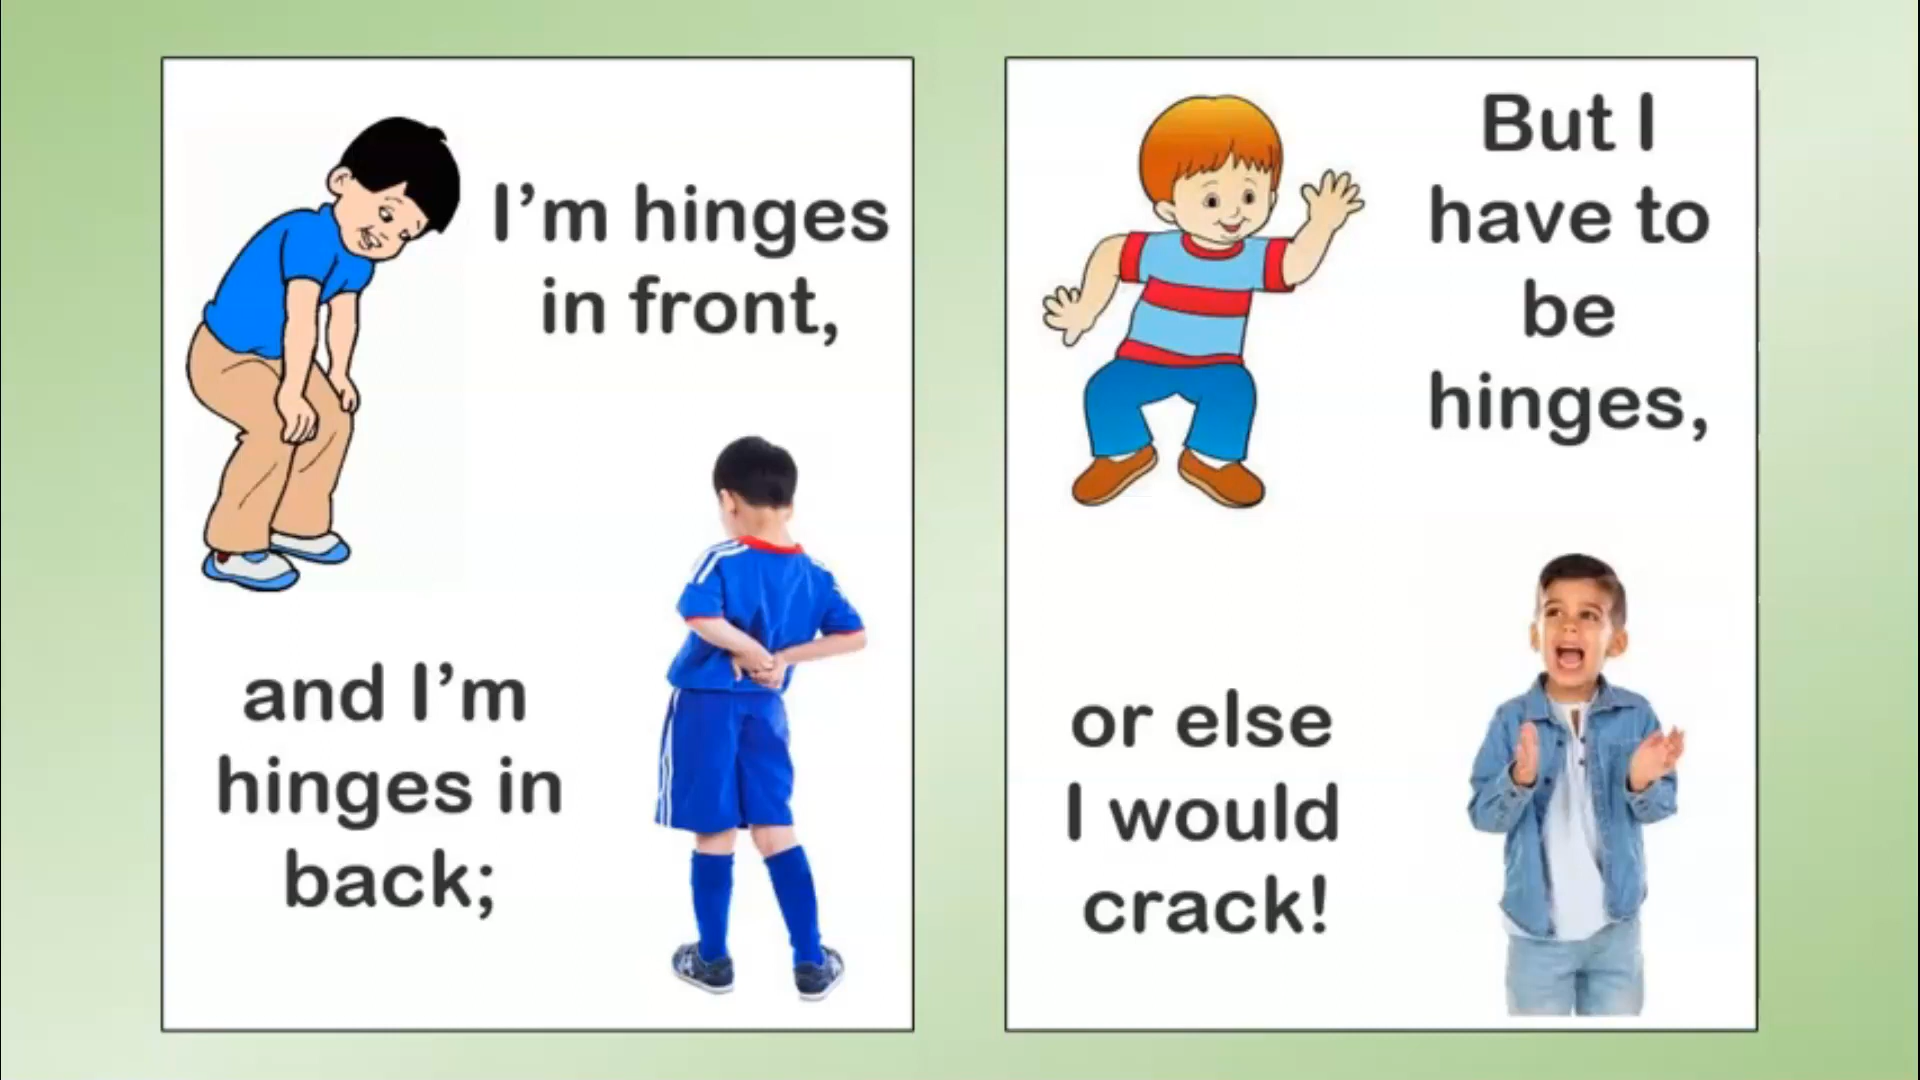 I’m hinges
in front,
and I’m
hinges in
back;
But I
have to
be
hinges,
or else
I would
crack!